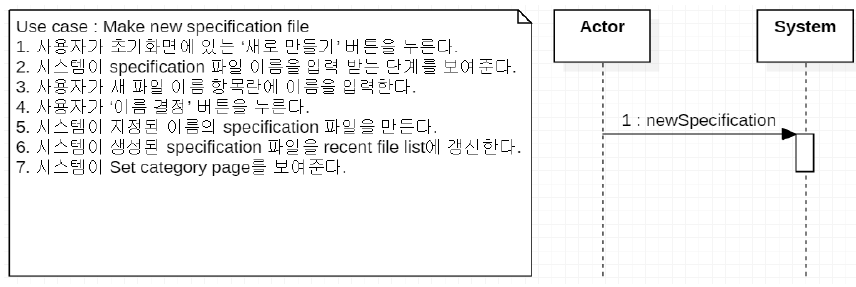 Use case : Make new specification file
1. 사용자가 초기화면에 있는 ‘새로 만들기’ 버튼을 누른다.
2. 시스템이 specification 파일 이름을 입력 받는 단계를 보여준다.
3. 사용자가 새 파일 이름 항목란에 이름을 입력한다.
4. 사용자가 ‘이름 결정’ 버튼을 누른다.
5. 시스템이 지정된 이름의 specification 파일을 만든다.
6. 시스템이 생성된 specification 파일을 recent file list에 갱신한다.
7. 시스템이 Set category page를 보여준다.
Actor
System
1 : newSpecification